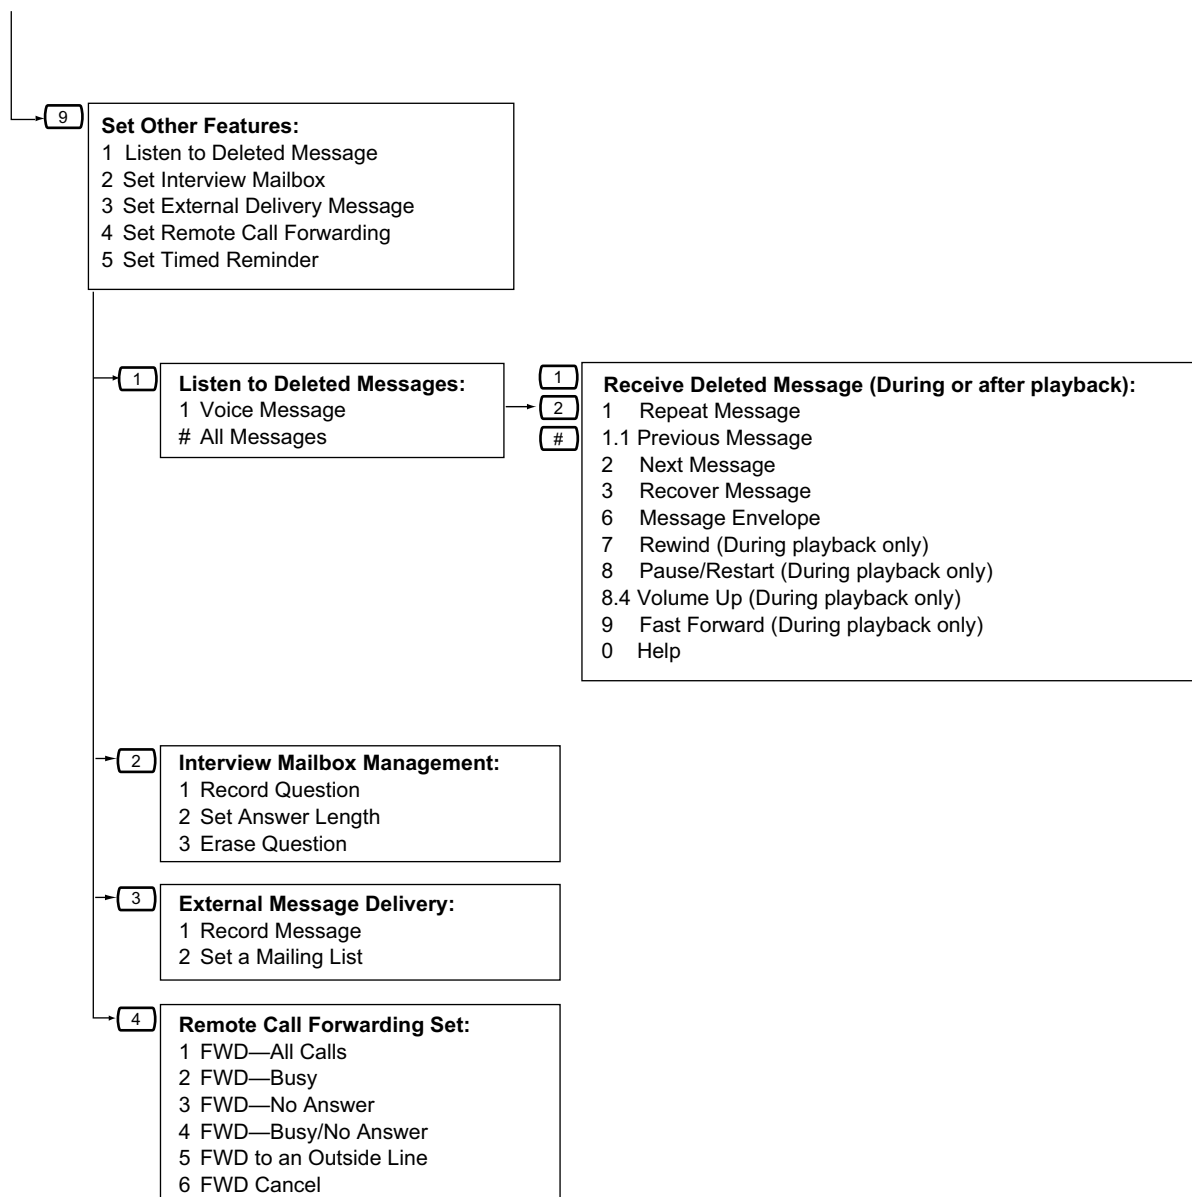 9
Set Other Features:
1 Listen to Deleted Message
2 Set Interview Mailbox
3 Set External Delivery Message
4 Set Remote Call Forwarding
5 Set Timed Reminder
1
Listen to Deleted Messages:
1 Voice Message
# All Messages
1
2
#
Receive Deleted Message (During or after playback):
1 Repeat Message
1.1 Previous Message
2 Next Message
3 Recover Message
6 Message Envelope
7 Rewind (During playback only)
8 Pause/Restart (During playback only)
8.4 Volume Up (During playback only)
9 Fast Forward (During playback only)
0 Help
2
Interview Mailbox Management:
1 Record Question
2 Set Answer Length
3 Erase Question
3
External Message Delivery:
1 Record Message
2 Set a Mailing List
4
Remote Call Forwarding Set:
1 FWD—All Calls
2 FWD—Busy
3 FWD—No Answer
4 FWD—Busy/No Answer
5 FWD to an Outside Line
6 FWD Cancel